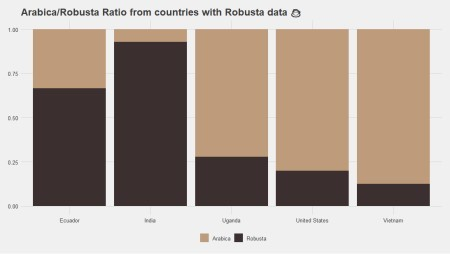 Arabica/Robusta Ratio from countries with Robusta data
1.00
0.75
0.50
0.25
0.00
Ecuador India Uganda United States Vietnam
Arabica Robusta